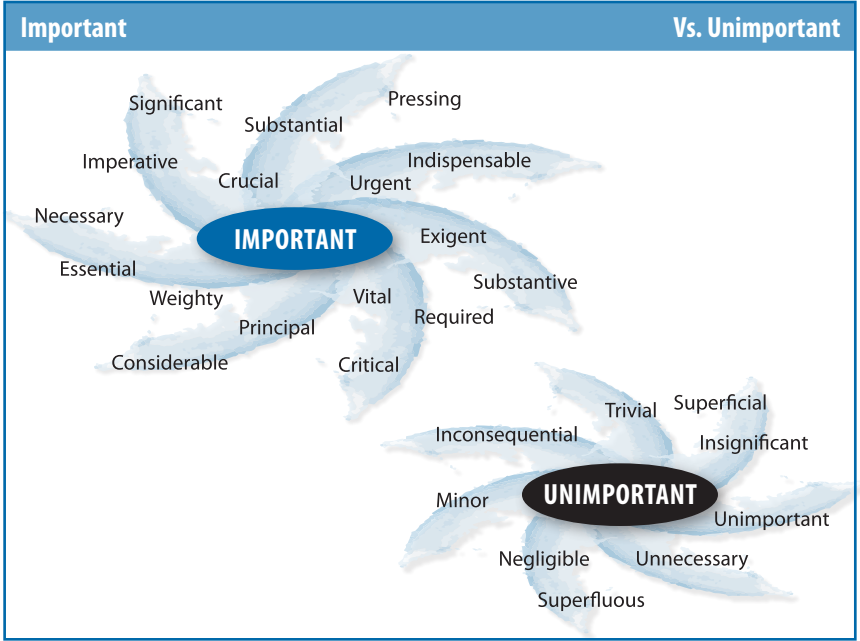 Important
Vs. Unimportant
Significant
Pressing
Substantial
Imperative
Indispensable
Crucial
Urgent
Necessary
IMPORTANT
Exigent
Essential
Substantive
Weighty
Vital
Required
Principal
Considerable
Critical
Trivial
Superficial
Inconsequential
Insignificant
Minor
UNIMPORTANT
Unimportant
Negligible
Unnecessary
Superfluous